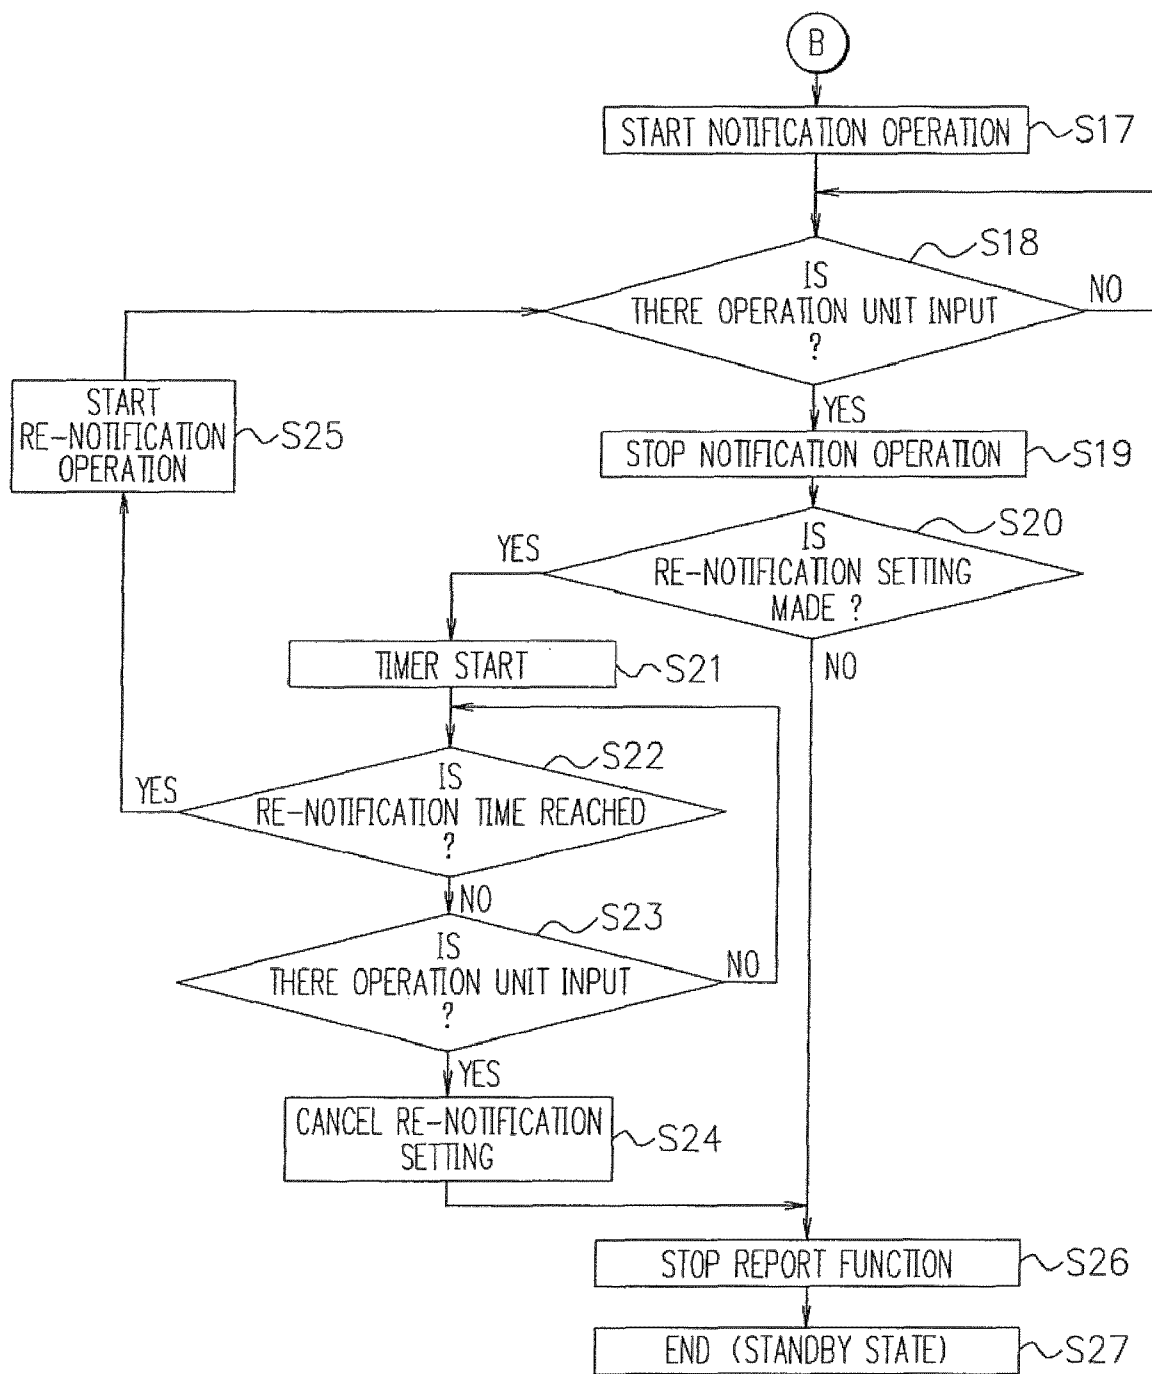 B
START NOTIFICATION OPERATION
S17
S18
IS
THERE OPERATION UNIT INPUT
?
NO
YES
START
RE-NOTIFICATION
OPERATION
S25
STOP NOTIFICATION OPERATION
S19
S20
IS
RE-NOTIFICATION SETTING
MADE ?
YES
NO
TIMER START
S21
S22
IS
RE-NOTIFICATION TIME REACHED
?
YES
NO
S23
IS
THERE OPERATION UNIT INPUT
?
NO
YES
CANCEL RE-NOTIFICATION
SETTING
S24
STOP REPORT FUNCTION
S26
END (STANDBY STATE)
S27